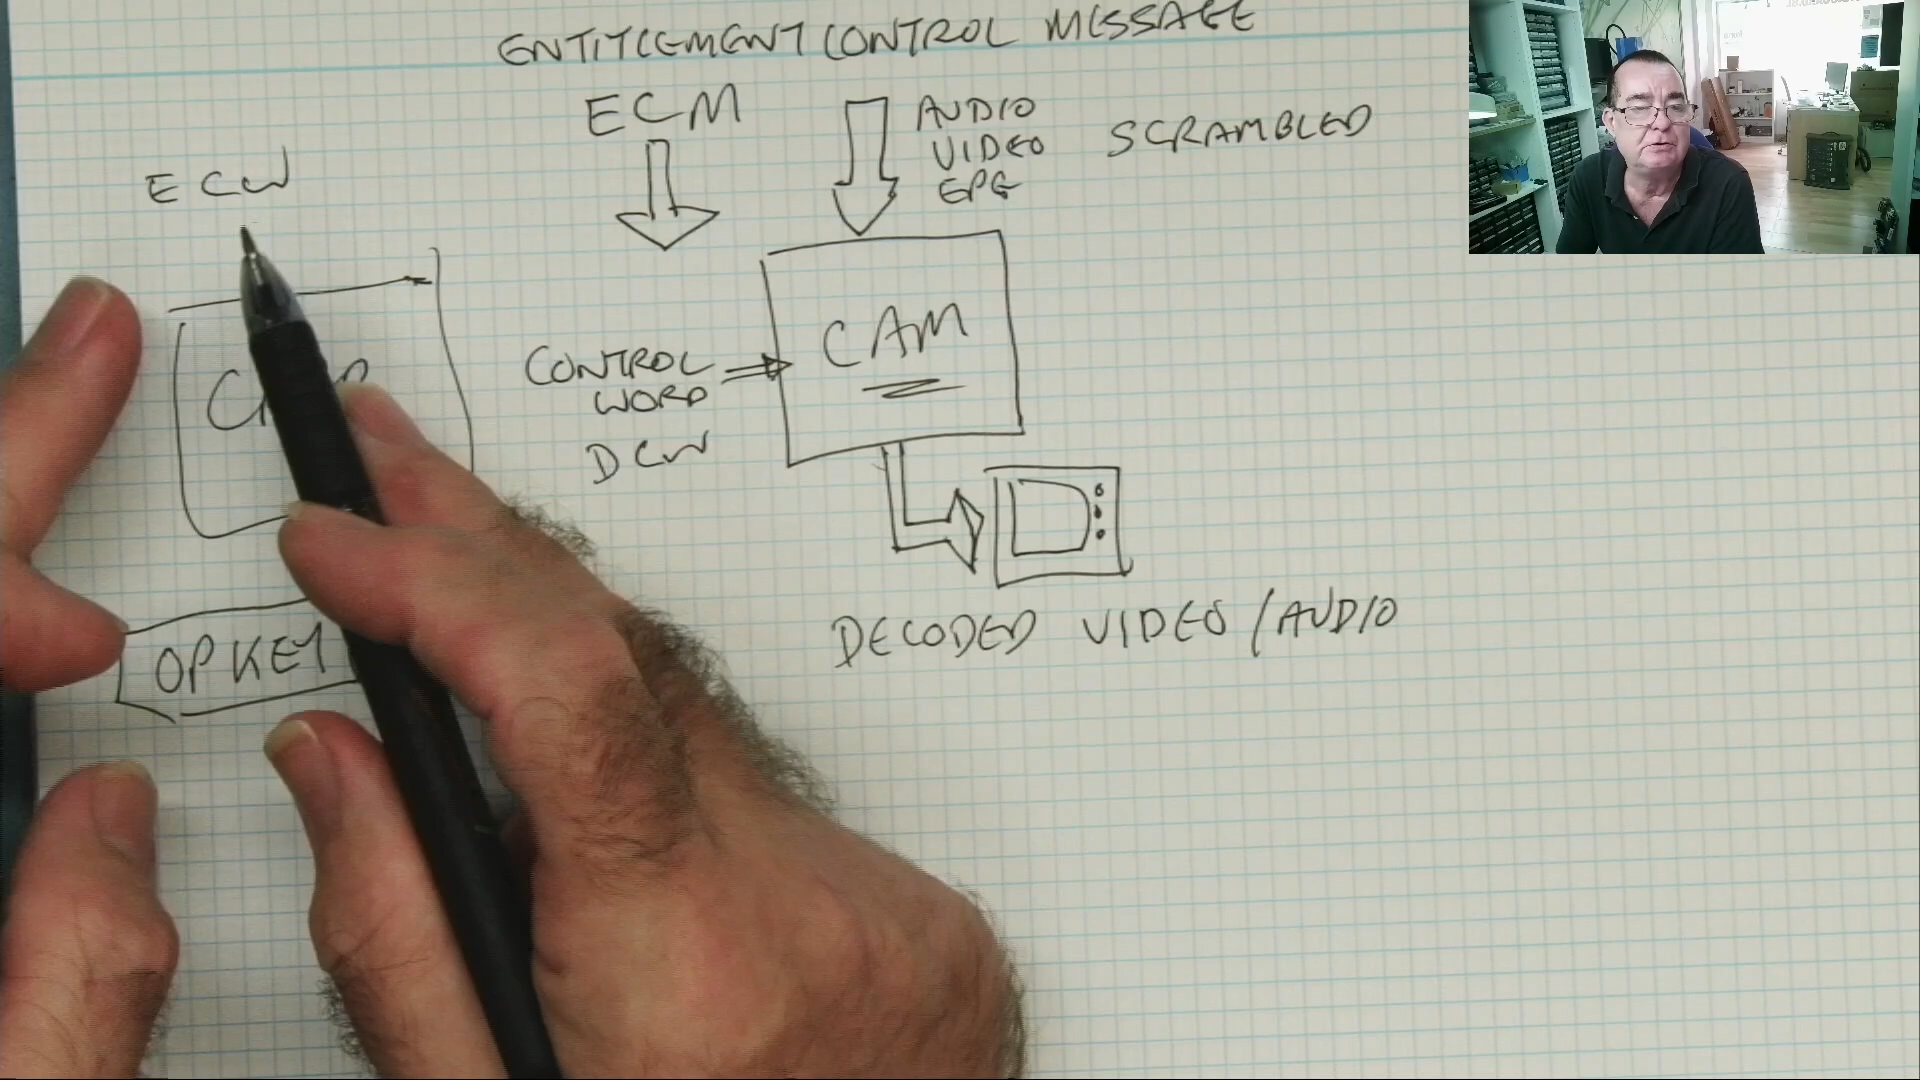 ENTITLEMENT CONTROL MESSAGE
ECM
AUDIO
VIDEO
EPG
SCRAMBLED
ECW
CAM
CONTROL
WORD
DCW
OP KEY
DECODED VIDEO / AUDIO